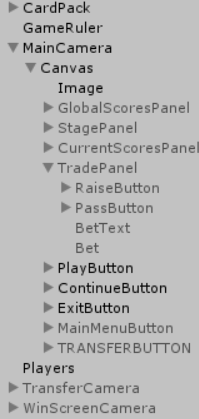 CardPack
GameRuler
MainCamera
Canvas
Image
GlobalScoresPanel
StagePanel
CurrentScoresPanel
TradePanel
RaiseButton
PassButton
BetText
Bet
PlayButton
ContinueButton
ExitButton
MainMenuButton
TRANSFERBUTTON
Players
TransferCamera
WinScreenCamera